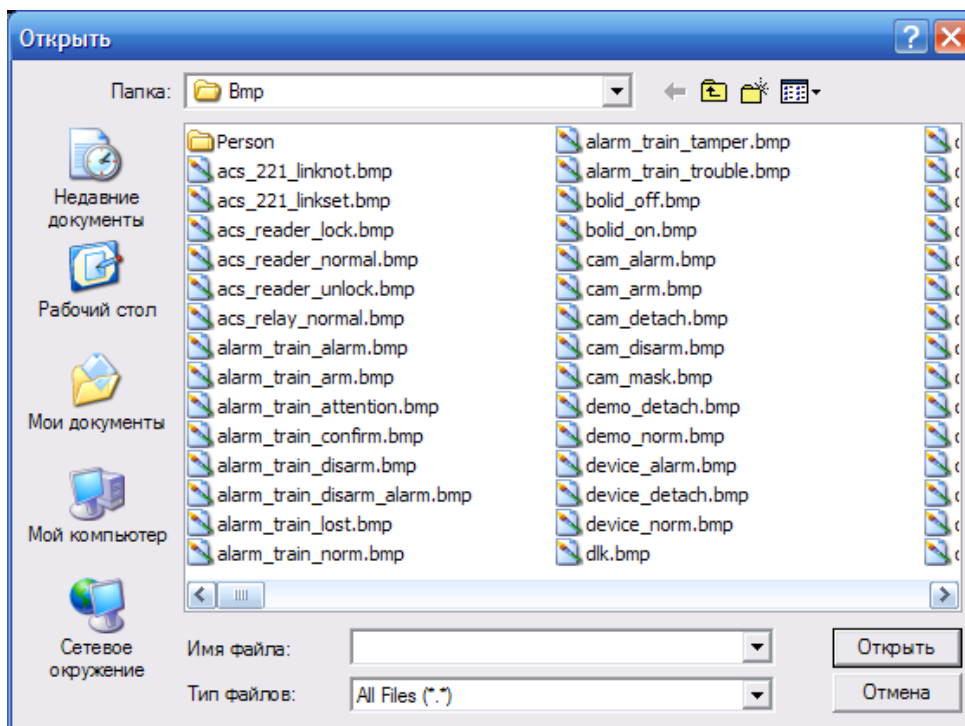 Открыть
Папка:
Bmp
Недавние
документы
Рабочий стол
Мои документы
Мой компьютер
Сетевое
окружение
Person
acs_221_linknot.bmp
acs_221_linkset.bmp
acs_reader_lock.bmp
acs_reader_normal.bmp
acs_reader_unlock.bmp
acs_relay_normal.bmp
alarm_train_alarm.bmp
alarm_train_arm.bmp
alarm_train_attention.bmp
alarm_train_confirm.bmp
alarm_train_disarm.bmp
alarm_train_disarm_alarm.bmp
alarm_train_lost.bmp
alarm_train_norm.bmp
alarm_train_tamper.bmp
alarm_train_trouble.bmp
bolid_off.bmp
bolid_on.bmp
cam_alarm.bmp
cam_arm.bmp
cam_detach.bmp
cam_disarm.bmp
cam_mask.bmp
demo_detach.bmp
demo_norm.bmp
device_alarm.bmp
device_detach.bmp
device_norm.bmp
dlk.bmp
Имя файла:
Открыть
Тип файлов:
All Files (*.*)
Отмена